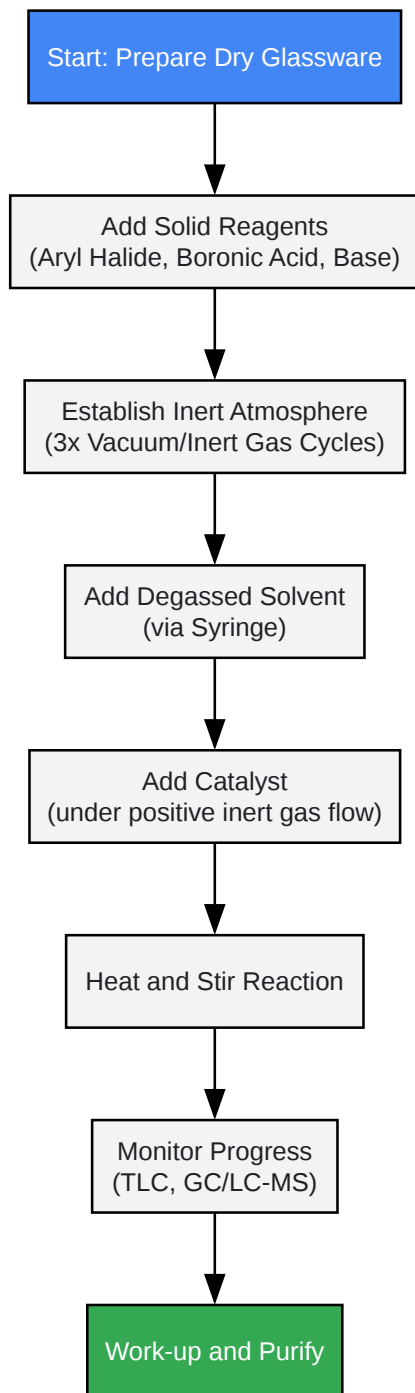 Start: Prepare Dry Glassware
Add Solid Reagents
(Aryl Halide, Boronic Acid, Base)
Establish Inert Atmosphere
(3x Vacuum/Inert Gas Cycles)
Add Degassed Solvent
(via Syringe)
Add Catalyst
(under positive inert gas flow)
Heat and Stir Reaction
Monitor Progress
(TLC, GC/LC-MS)
Work-up and Purify